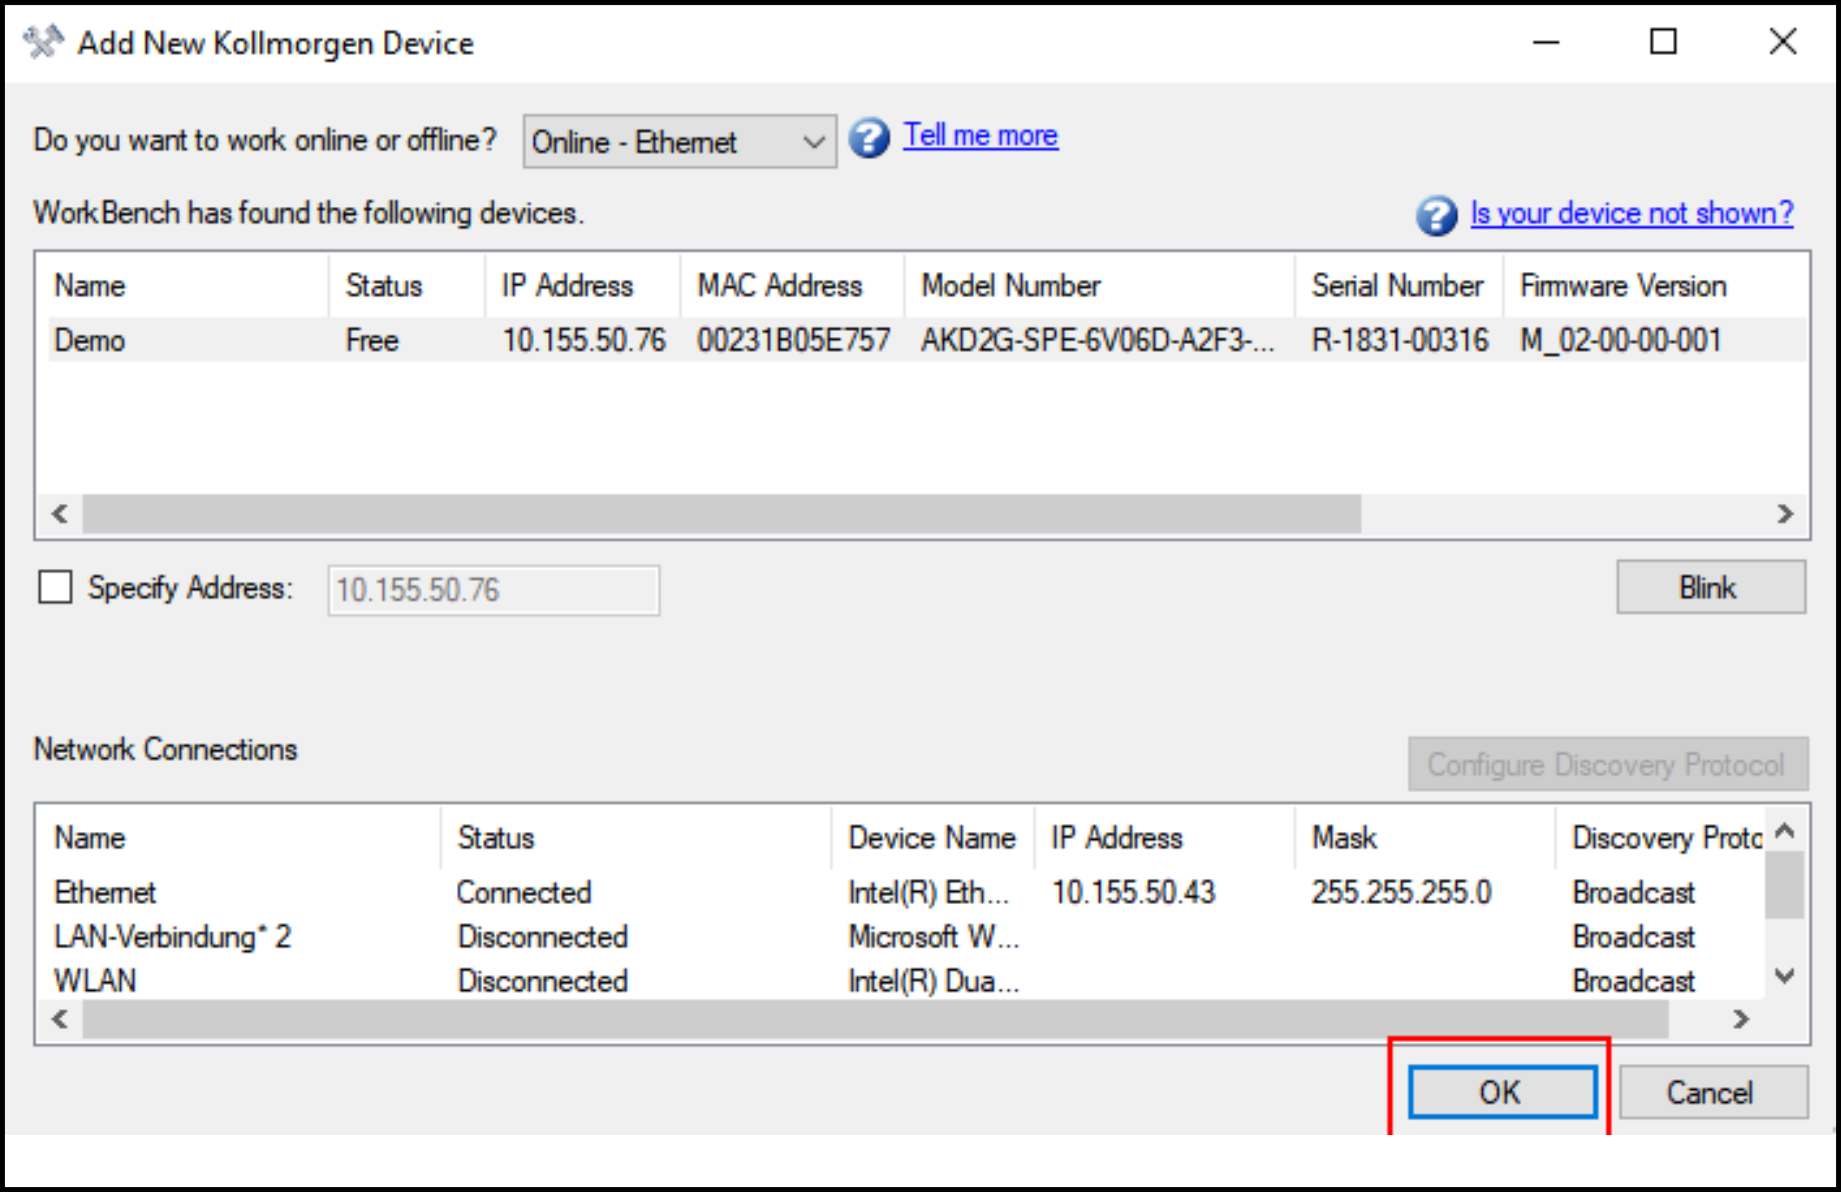 Add New Kollmorgen Device
Do you want to work online or offline? Online - Ethernet Tell me more
WorkBench has found the following devices. Is your device not shown?
Name Status IP Address MAC Address Model Number Serial Number Firmware Version
Demo Free 10.155.50.76 00231B05E757 AKD2G-SPE-6V06D-A2F3-... R-1831-00316 M_02-00-00-001
Specify Address: 10.155.50.76 Blink
Network Connections Configure Discovery Protocol
Name Status Device Name IP Address Mask Discovery Proto
Ethernet Connected Intel(R) Eth... 10.155.50.43 255.255.255.0 Broadcast
LAN-Verbindung* 2 Disconnected Microsoft W... Broadcast
WLAN Disconnected Intel(R) Dua... Broadcast
OK Cancel